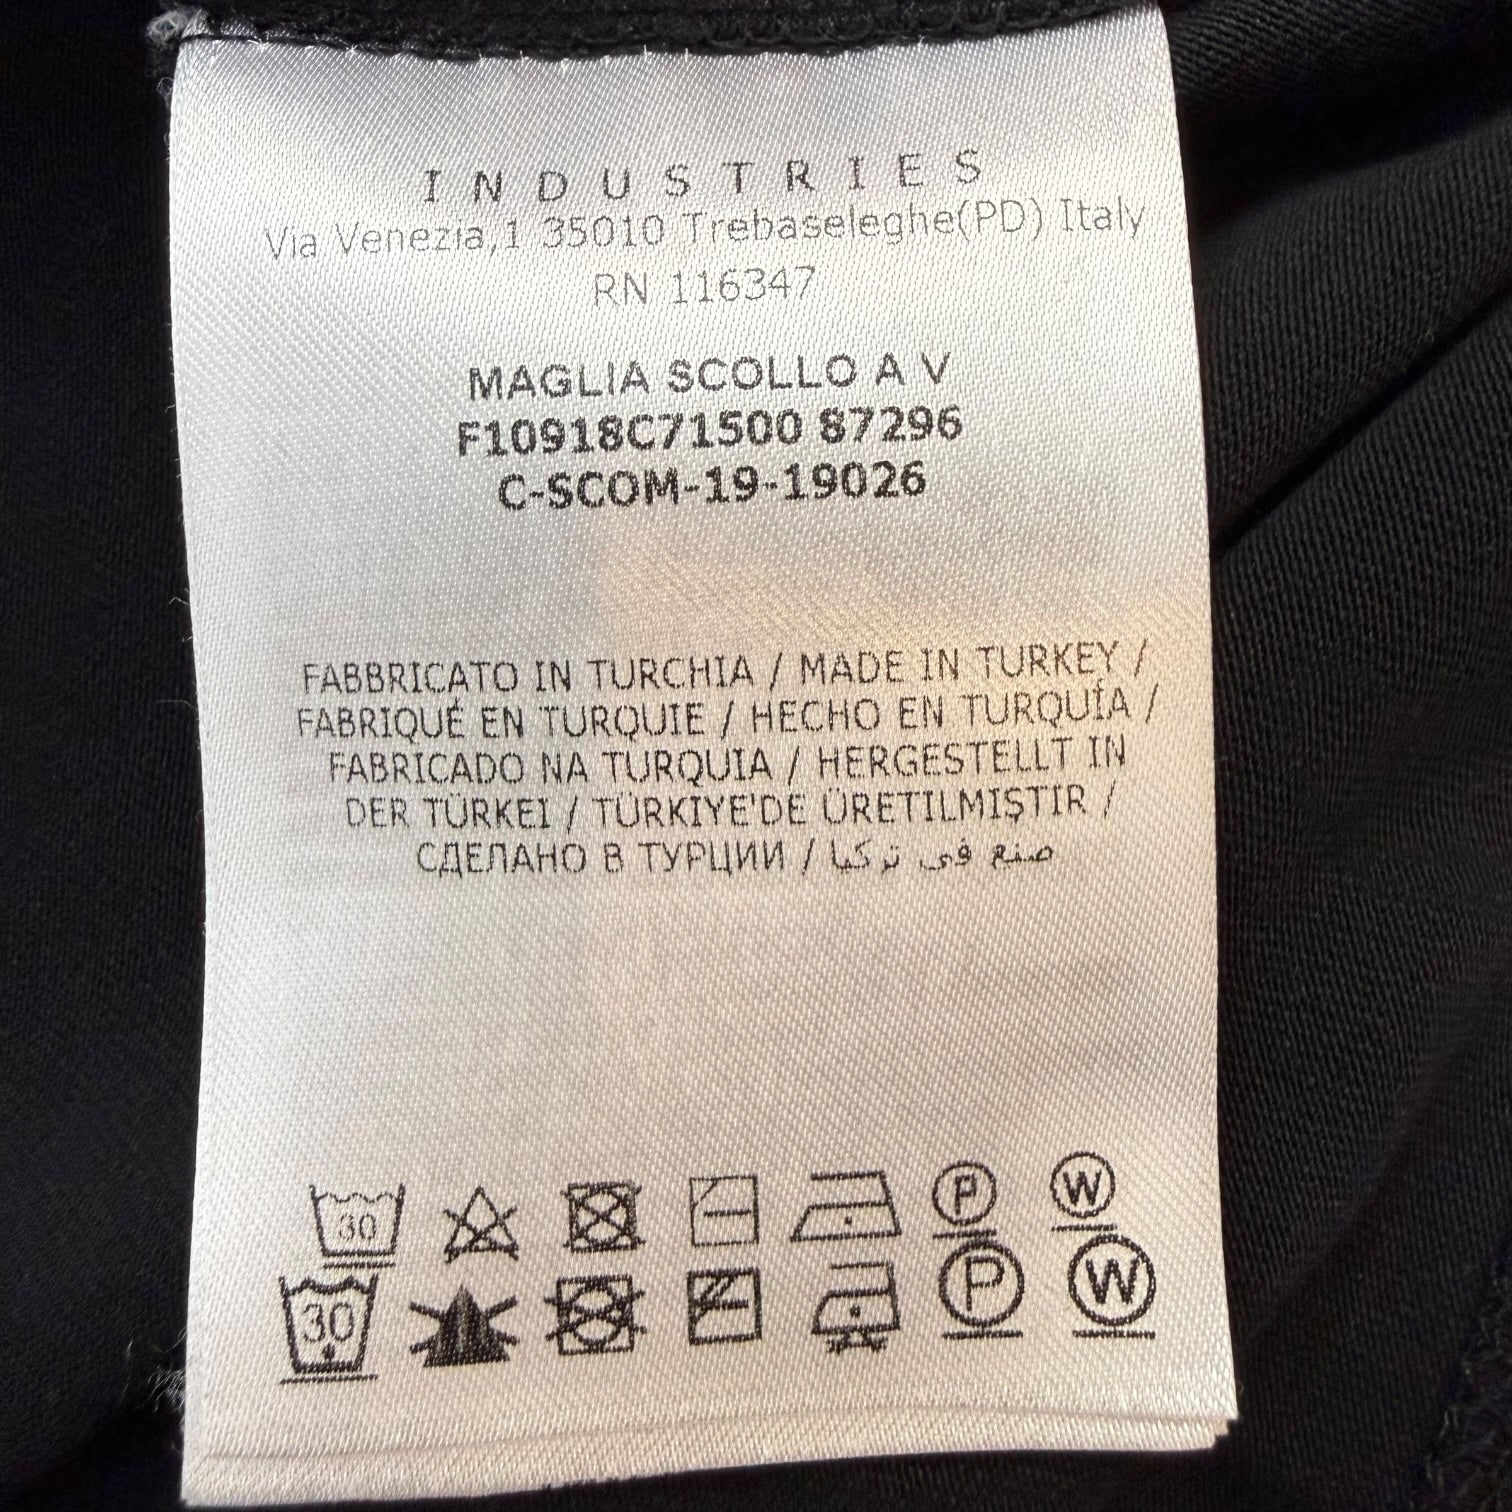 INDUSTRIES
Via Venezia,1 35010 Trebaseleghe(PD) Italy
RN 116347
MAGLIA SCOLLO A V
F10918C71500 87296
C-SCOM-19-19026
FABBRICATO IN TURCHIA / MADE IN TURKEY /
FABRIQUÉ EN TURQUIE / HECHO EN TURQUÍA /
FABRICADO NA TURQUIA / HERGESTELLT IN
DER TÜRKEI / TÜRKIYE'DE ÜRETILMIŞTIR /
СДЕЛАНО В ТУРЦИИ / صنع في تركيا
30 P W
30 P W